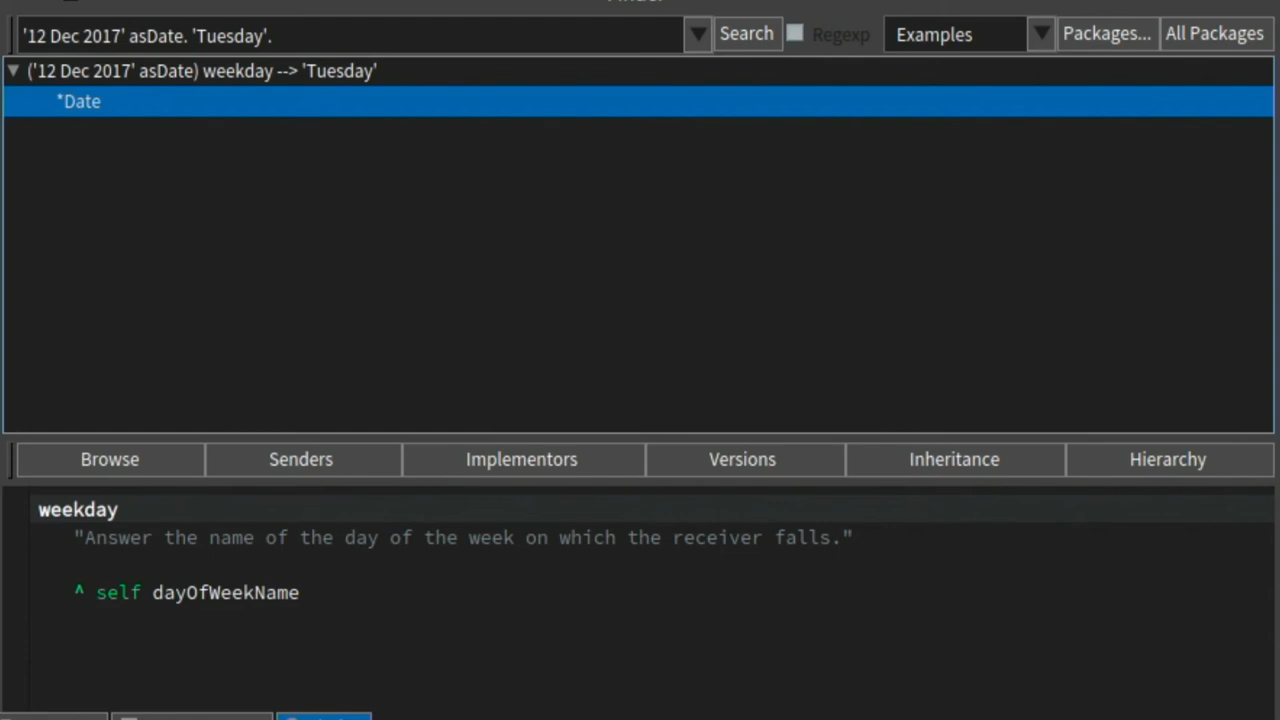 '12 Dec 2017' asDate. 'Tuesday'.
Search
Regexp
Examples
Packages...
All Packages
('12 Dec 2017' asDate) weekday --> 'Tuesday'
*Date
Browse
Senders
Implementors
Versions
Inheritance
Hierarchy
weekday
"Answer the name of the day of the week on which the receiver falls."
^ self dayOfWeekName